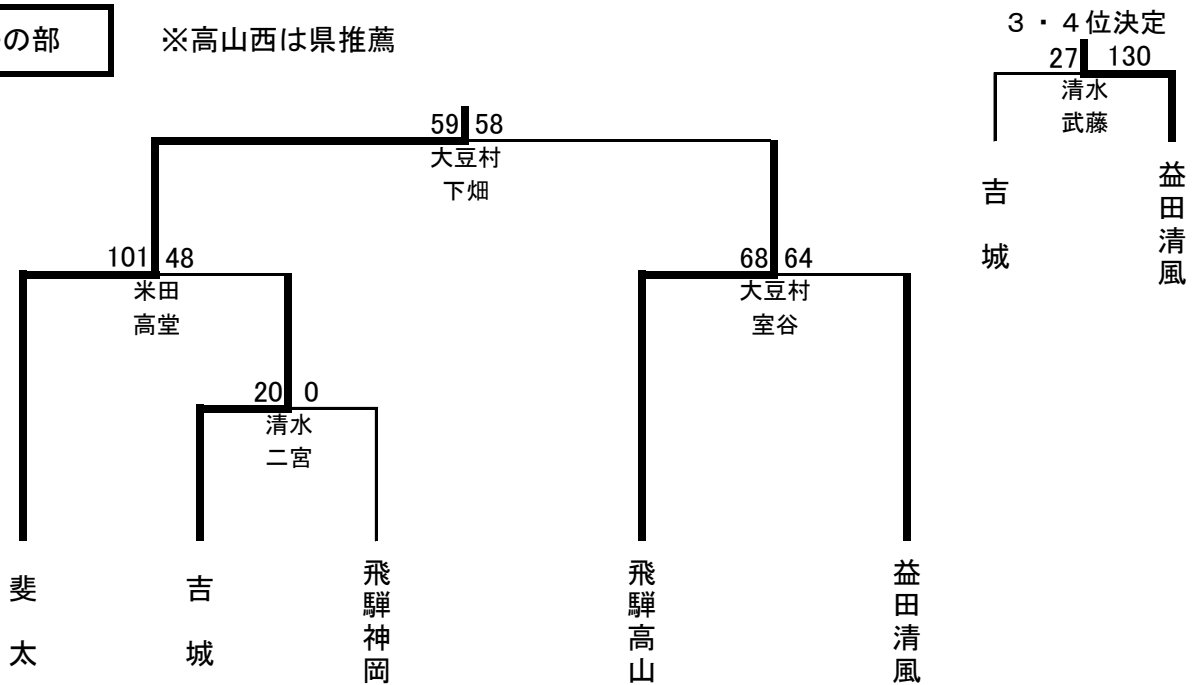 の部
※高山西は県推薦
３・４位決定
27 130
清水
武藤
吉城
益田清風
59 58
大豆村
下畑
101 48
米田
高堂
68 64
大豆村
室谷
20 0
清水
二宮
斐太
吉城
飛騨神岡
飛騨高山
益田清風